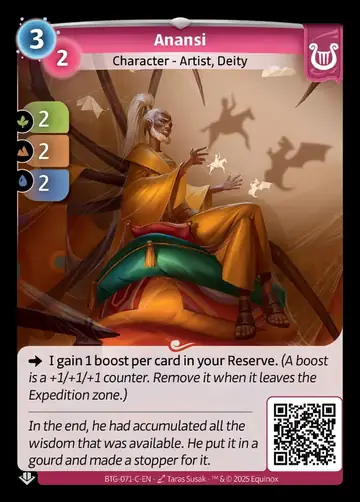 3
Anansi
2
Character - Artist, Deity
2
2
2
I gain 1 boost per card in your Reserve. (A boost
is a +1/+1/+1 counter. Remove it when it leaves the
Expedition zone.)
In the end, he had accumulated all the
wisdom that was available. He put it in a
gourd and made a stopper for it.
BTG-071-C-EN - Taras Susak - ™ & © 2025 Equinox